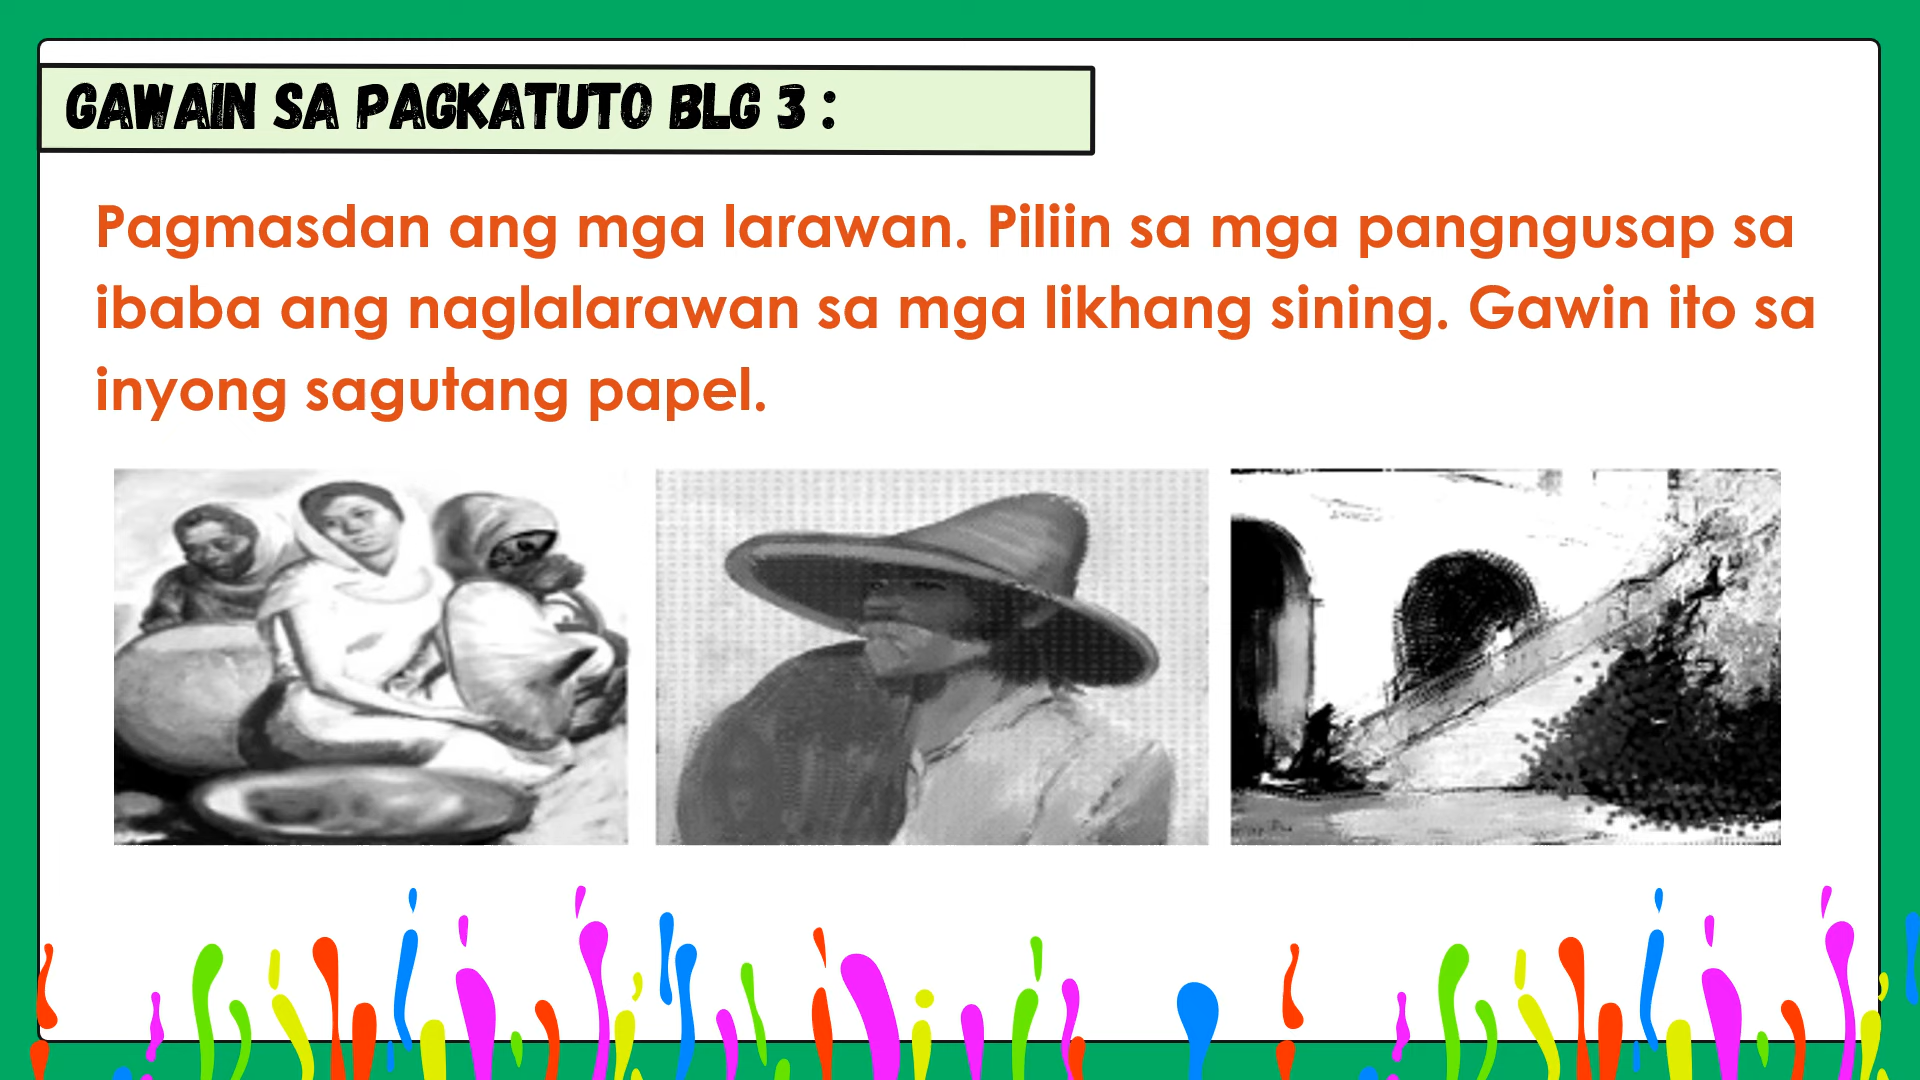 GAWAIN SA PAGKATUTO BLG 3 :
Pagmasdan ang mga larawan. Piliin sa mga pangngusap sa
ibaba ang naglalarawan sa mga likhang sining. Gawin ito sa
inyong sagutang papel.